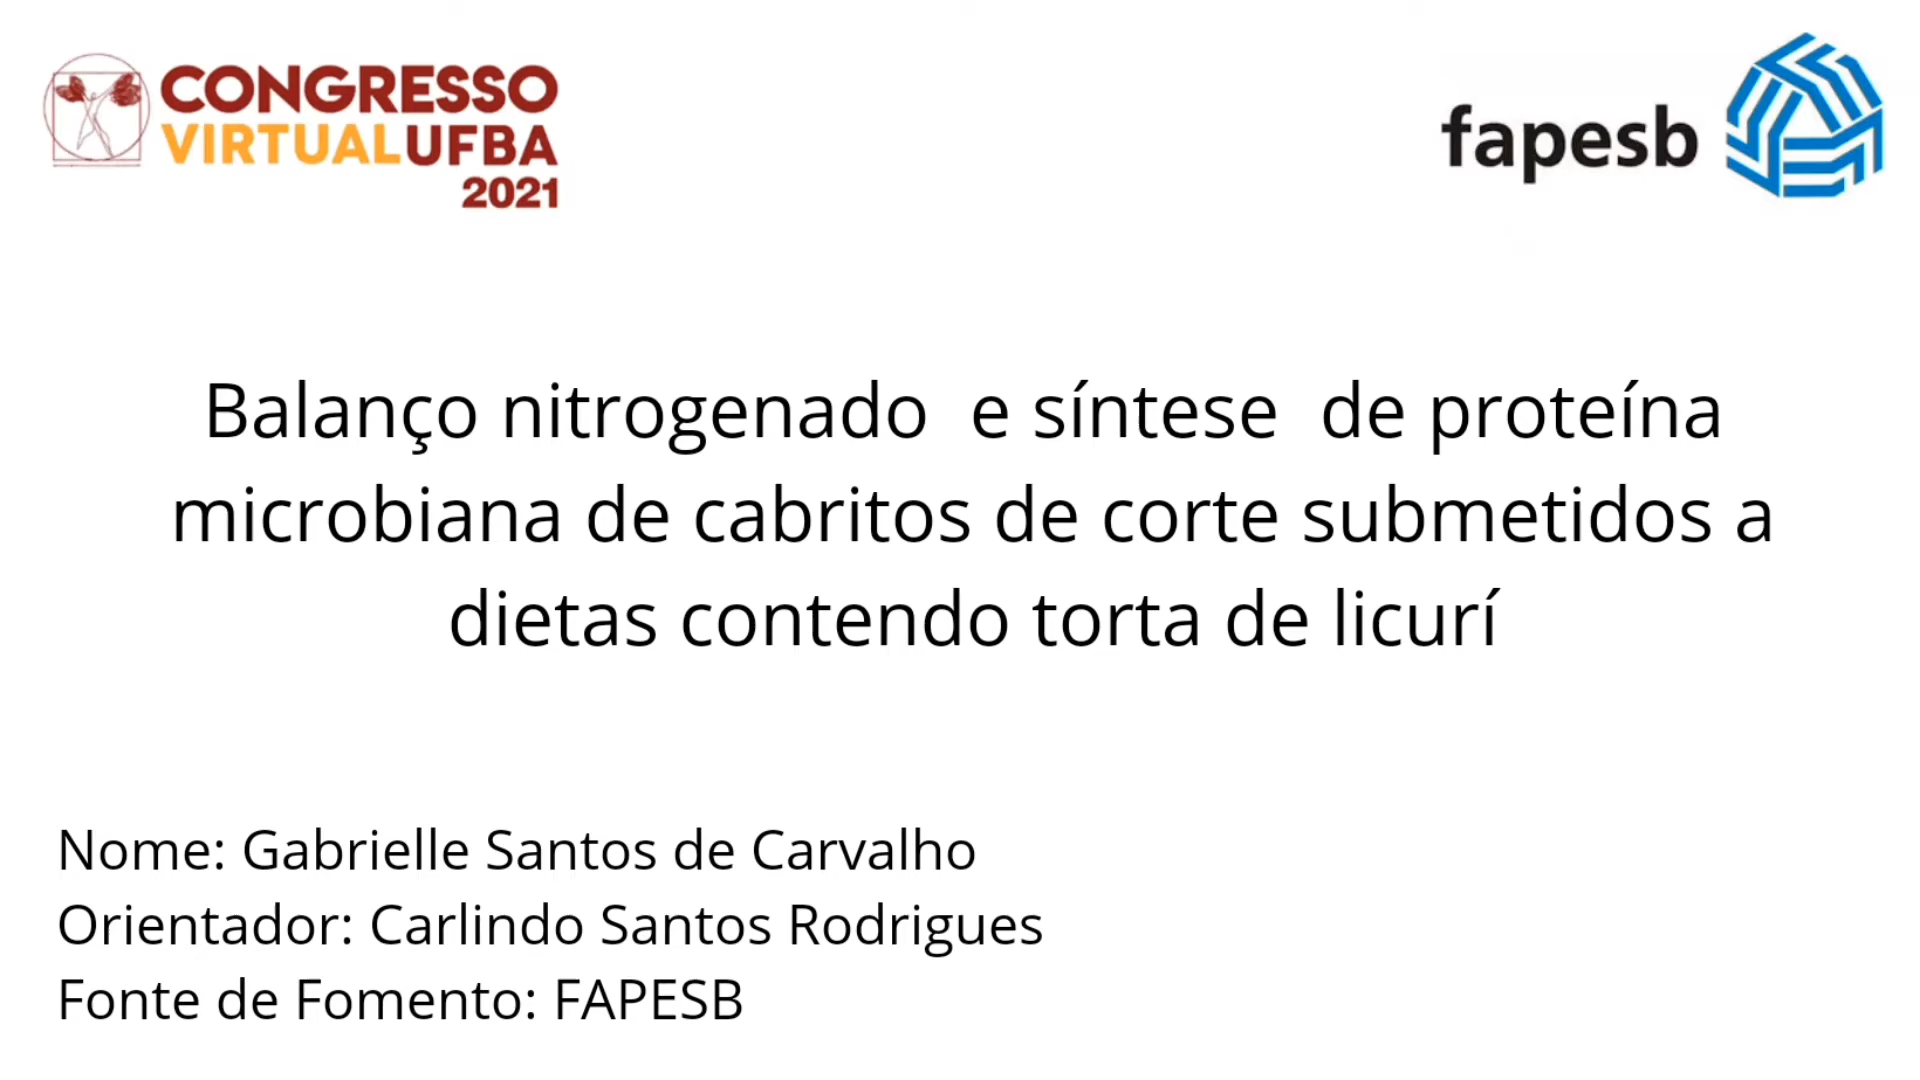 CONGRESSO
VIRTUALUFBA
2021
fapesb
Balanço nitrogenado e síntese de proteína
microbiana de cabritos de corte submetidos a
dietas contendo torta de licurí
Nome: Gabrielle Santos de Carvalho
Orientador: Carlindo Santos Rodrigues
Fonte de Fomento: FAPESB